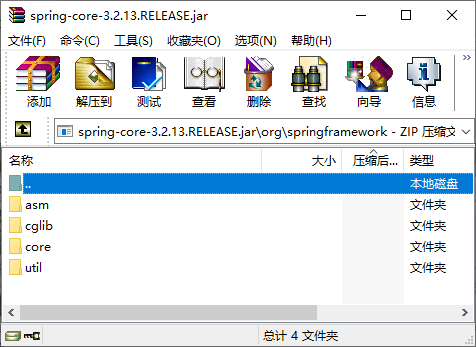 spring-core-3.2.13.RELEASE.jar
文件(F) 命令(C) 工具(S) 收藏夹(O) 选项(N) 帮助(H)
添加 解压到 测试 查看 删除 查找 向导 信息
spring-core-3.2.13.RELEASE.jar\org\springframework - ZIP 压缩文
名称 大小 压缩后... 类型
.. 本地磁盘
asm 文件夹
cglib 文件夹
core 文件夹
util 文件夹
总计 4 文件夹